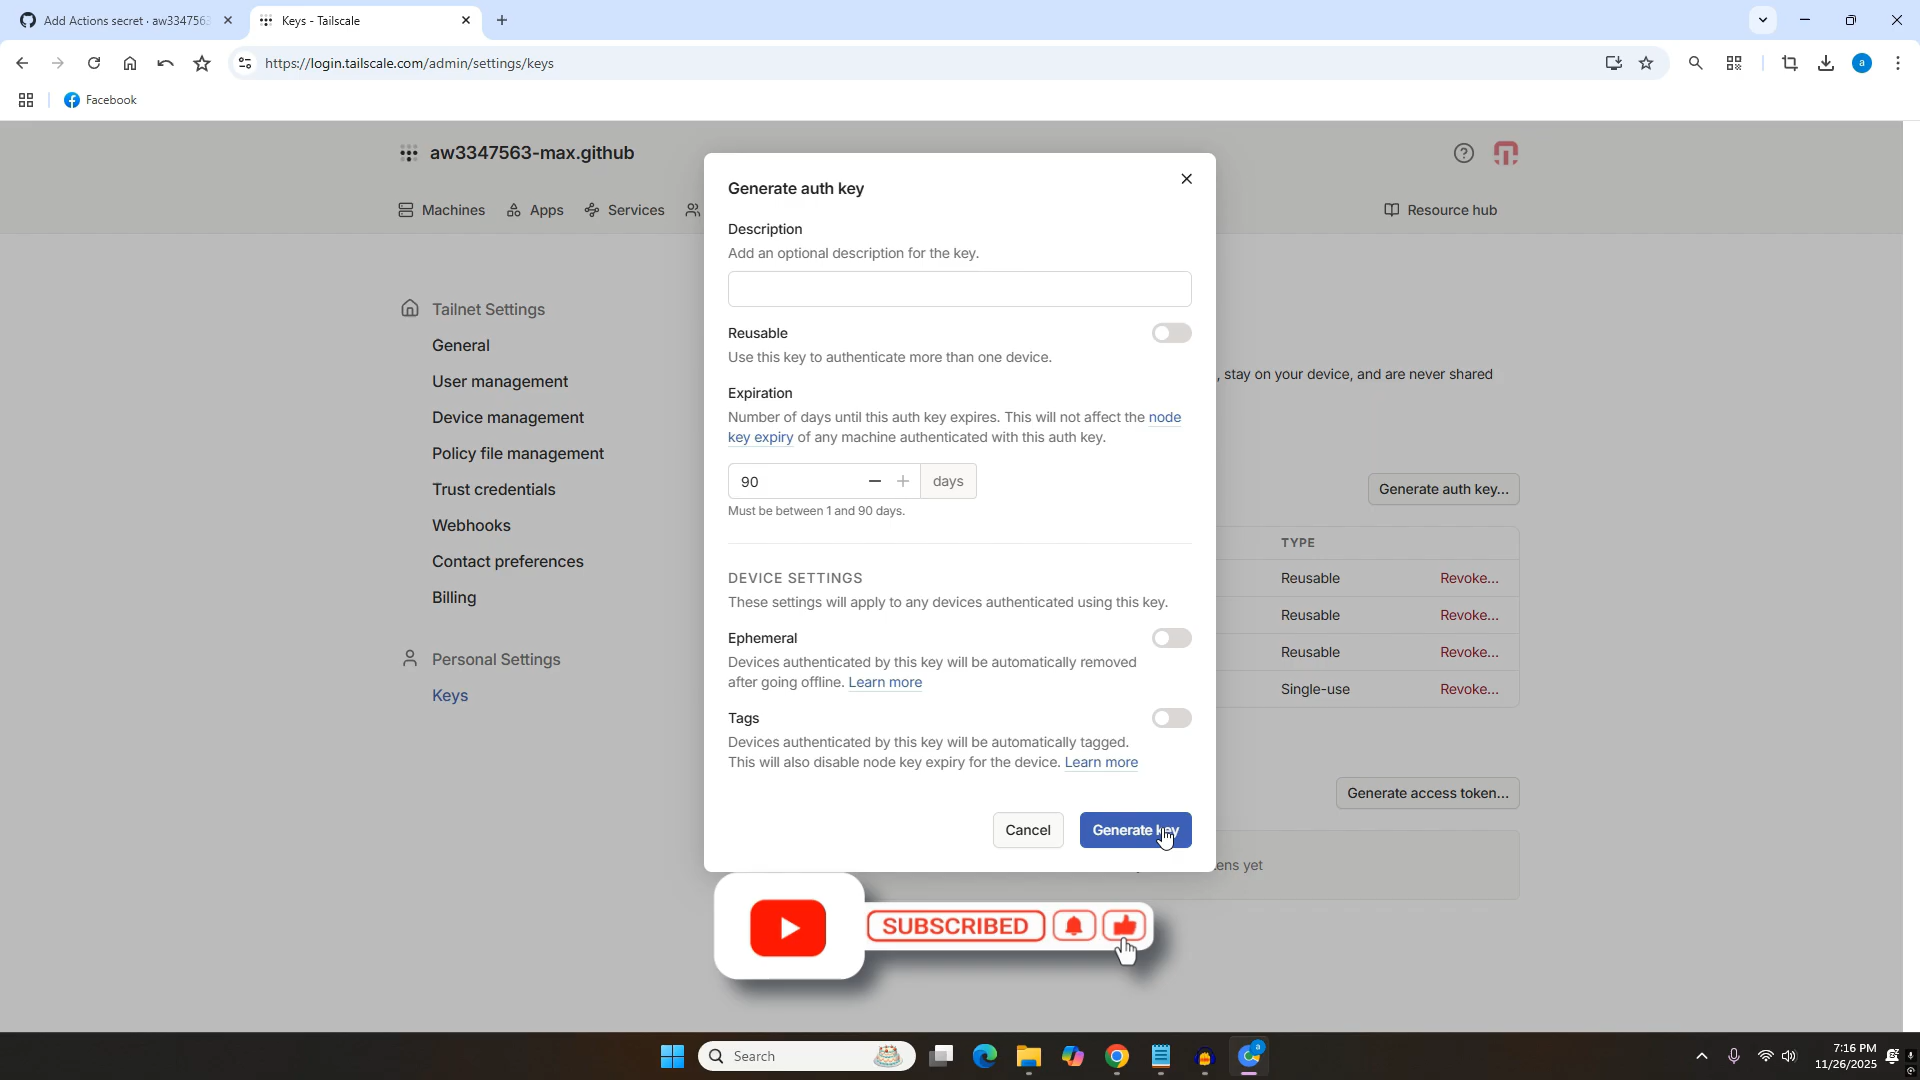 Add Actions secret · aw334756
Keys - Tailscale
https://login.tailscale.com/admin/settings/keys
a
Facebook
aw3347563-max.github
Machines
Apps
Services
Resource hub
Generate auth key
Description
Add an optional description for the key.
Reusable
Use this key to authenticate more than one device.
Expiration
Number of days until this auth key expires. This will not affect the node
key expiry of any machine authenticated with this auth key.
90
days
Must be between 1 and 90 days.
DEVICE SETTINGS
These settings will apply to any devices authenticated using this key.
Ephemeral
Devices authenticated by this key will be automatically removed
after going offline. Learn more
Tags
Devices authenticated by this key will be automatically tagged.
This will also disable node key expiry for the device. Learn more
Cancel
Generate key
Tailnet Settings
General
User management
Device management
Policy file management
Trust credentials
Webhooks
Contact preferences
Billing
Personal Settings
Keys
, stay on your device, and are never shared
Generate auth key...
TYPE
Reusable Revoke...
Reusable Revoke...
Reusable Revoke...
Single-use Revoke...
Generate access token...
ens yet
SUBSCRIBED
Search
a
7:16 PM
11/26/2025